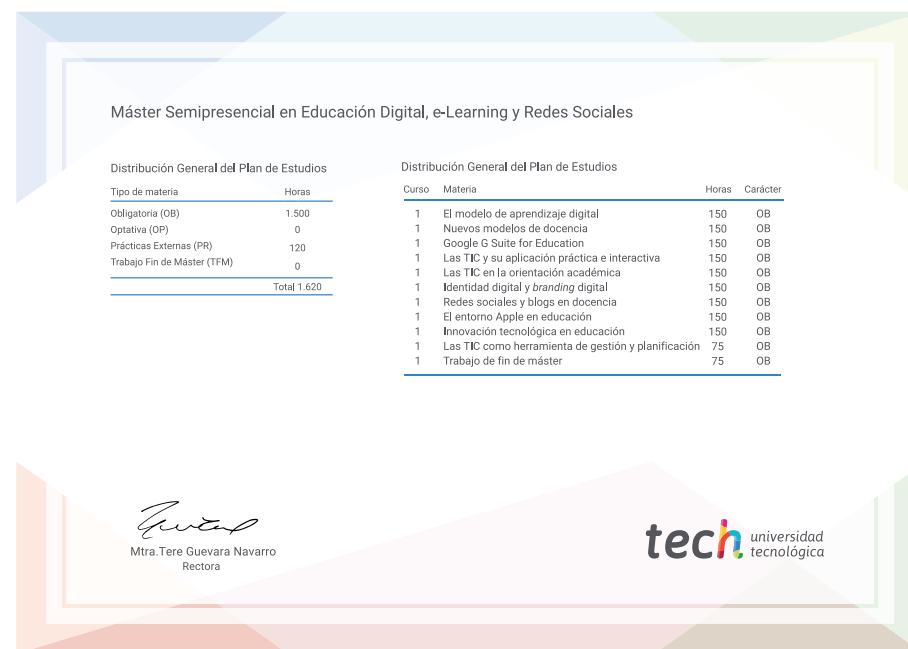 Máster Semipresencial en Educación Digital, e-Learning y Redes Sociales
Distribución General del Plan de Estudios
Tipo de materia Horas
Obligatoria (OB) 1.500
Optativa (OP) 0
Prácticas Externas (PR) 120
Trabajo Fin de Máster (TFM) 0
Total 1.620
Distribución General del Plan de Estudios
Curso Materia Horas Carácter
1 El modelo de aprendizaje digital 150 OB
1 Nuevos modelos de docencia 150 OB
1 Google G Suite for Education 150 OB
1 Las TIC y su aplicación práctica e interactiva 150 OB
1 Las TIC en la orientación académica 150 OB
1 Identidad digital y branding digital 150 OB
1 Redes sociales y blogs en docencia 150 OB
1 El entorno Apple en educación 150 OB
1 Innovación tecnológica en educación 150 OB
1 Las TIC como herramienta de gestión y planificación 75 OB
1 Trabajo de fin de máster 75 OB
Mtra.Tere Guevara Navarro
Rectora
tech universidad
tecnológica